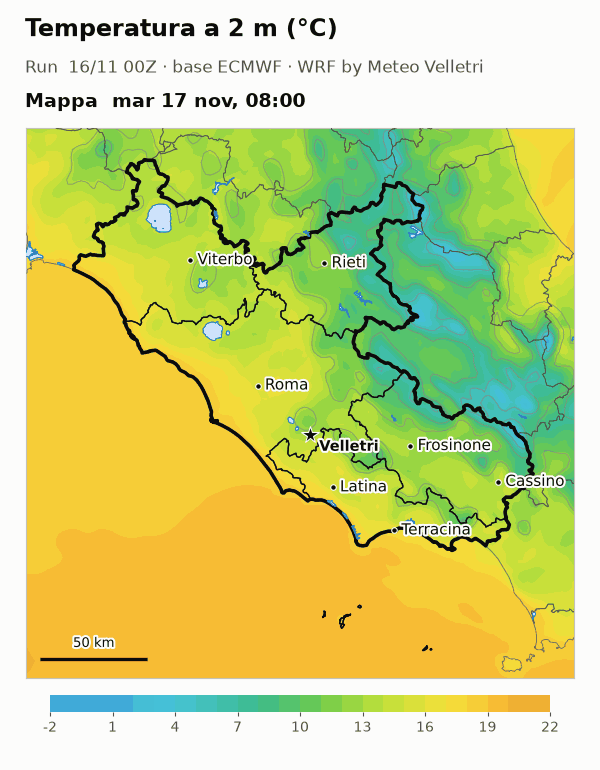 Temperatura a 2 m (°C)
Run  16/11 00Z · base ECMWF · WRF by Meteo Velletri
Mappa  mar 17 nov, 08:00
Viterbo
Rieti
Roma
Velletri
Frosinone
Cassino
Latina
Terracina
50 km
-2 1 4 7 10 13 16 19 22